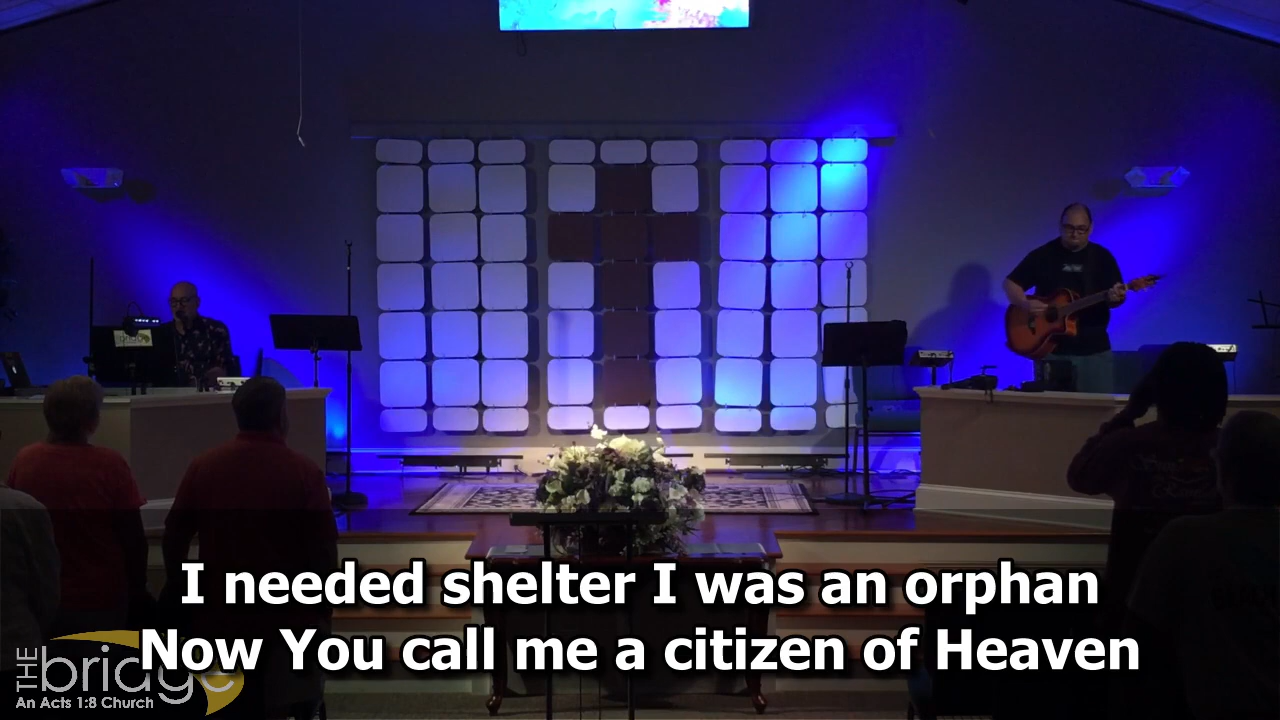 I needed shelter I was an orphan
Now You call me a citizen of Heaven
THE bridge
An Acts 1:8 Church